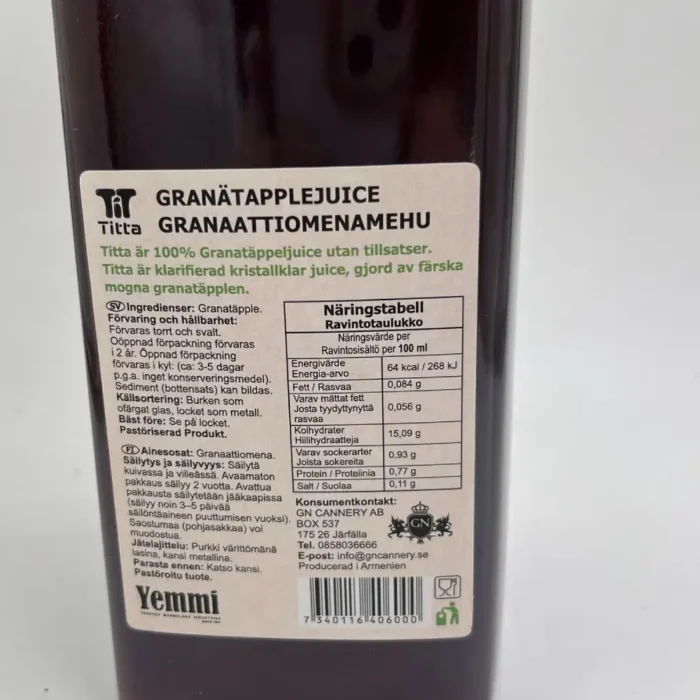 TiT
Titta
GRANÄTAPPLEJUICE
GRANAATTIOMENAMEHU
Titta är 100% Granatäppeljuice utan tillsatser.
Titta är klarifierad kristallklar juice, gjord av färska
mogna granatäpplen.
SV Ingredienser: Granatäpple.
Förvaring och hållbarhet:
Förvaras torrt och svalt.
Oöppnad förpackning förvaras
i 2 år. Öppnad förpackning
förvaras i kyl: (ca: 3-5 dagar
p.g.a. inget konserveringsmedel).
Sediment (bottensats) kan bildas.
Källsortering: Burken som
ofärgat glas, locket som metall.
Bäst före: Se på locket.
Pastöriserad Produkt.
FI Ainesosat: Granaattiomena.
Säilytys ja säilyvyys: Säilytä
kuivassa ja viileässä. Avaamaton
pakkaus säilyy 2 vuotta. Avattua
pakkausta säilytetään jääkaapissa
(säilyy noin 3-5 päivää
säilöntäaineen puuttumisen vuoksi).
Saostumaa (pohjasakkaa) voi
muodostua.
Jätelajittelu: Purkki värittömänä
lasina, kansi metallina.
Parasta ennen: Katso kansi.
Pastöroitu tuote.
Yemmi
Näringstabell
Ravintotaulukko
Näringsvärde per
Ravintosisältö per 100 ml
Energivärde
Energia-arvo
64 kcal / 268 kJ
Fett / Rasvaa
0,084 g
Varav mättat fett
Josta tyydyttynyttä
rasvaa
0,056 g
Kolhydrater
Hiilihydraatteja
15,09 g
Varav sockerarter
Joista sokereita
0,93 g
Protein / Proteiinia
0,77 g
Salt / Suolaa
0,11 g
Konsumentkontakt:
GN CANNERY AB
BOX 537
175 26 Järfälla
Tel. 0858036666
E-post: info@gncannery.se
Producerad i Armenien
GN
7 340116 406000